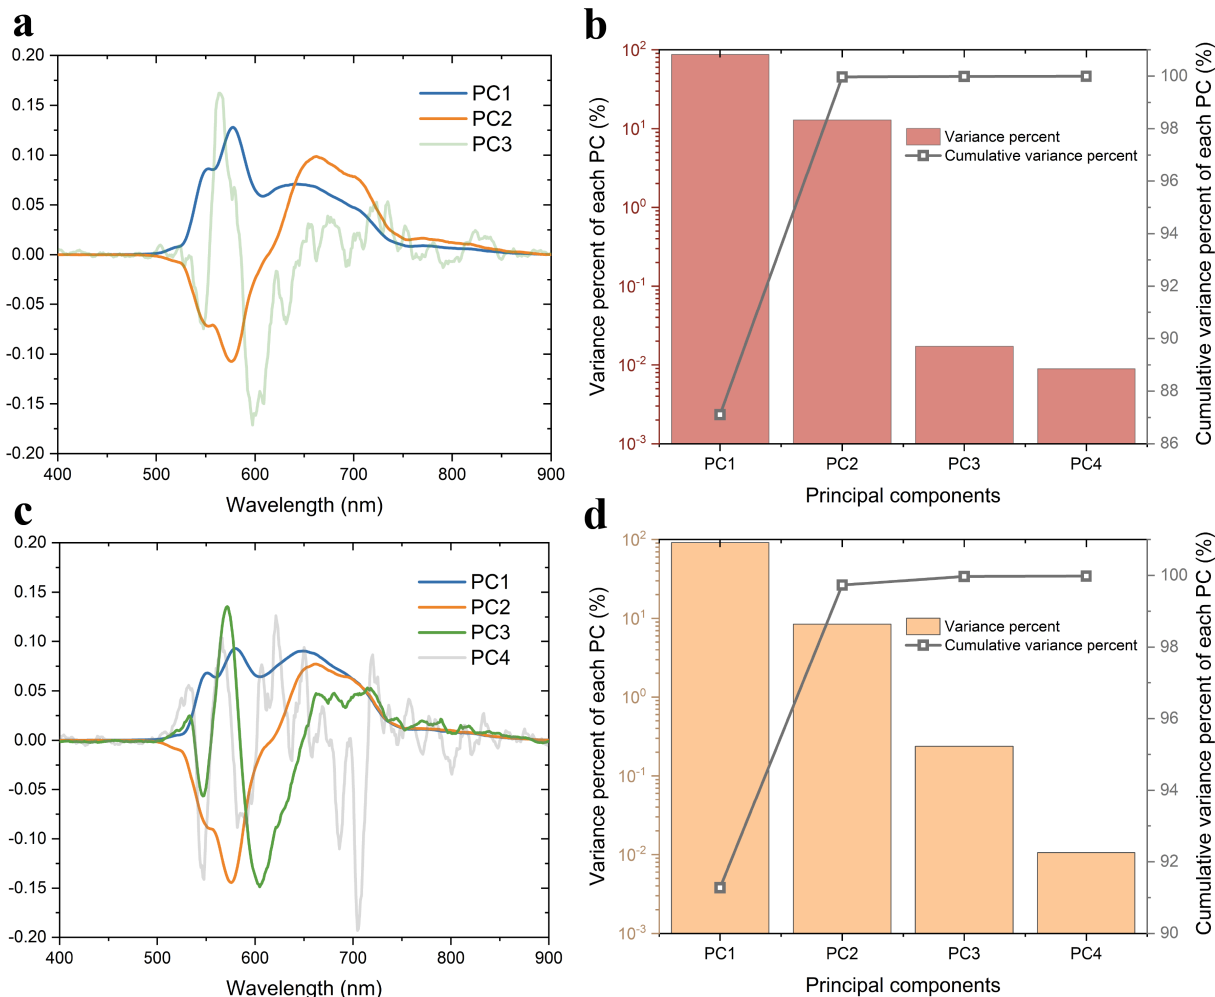 a
0.20
0.15
0.10
0.05
0.00
-0.05
-0.10
-0.15
-0.20
400 500 600 700 800 900
Wavelength (nm)
PC1
PC2
PC3
b
Variance percent of each PC (%)
10²
10¹
10⁰
10⁻¹
10⁻²
10⁻³
Variance percent
Cumulative variance percent
100
98
96
94
92
90
88
86
Cumulative variance percent of each PC (%)
PC1 PC2 PC3 PC4
Principal components
c
0.20
0.15
0.10
0.05
0.00
-0.05
-0.10
-0.15
-0.20
400 500 600 700 800 900
Wavelength (nm)
PC1
PC2
PC3
PC4
d
Variance percent of each PC (%)
10²
10¹
10⁰
10⁻¹
10⁻²
10⁻³
Variance percent
Cumulative variance percent
100
98
96
94
92
90
Cumulative variance percent of each PC (%)
PC1 PC2 PC3 PC4
Principal components